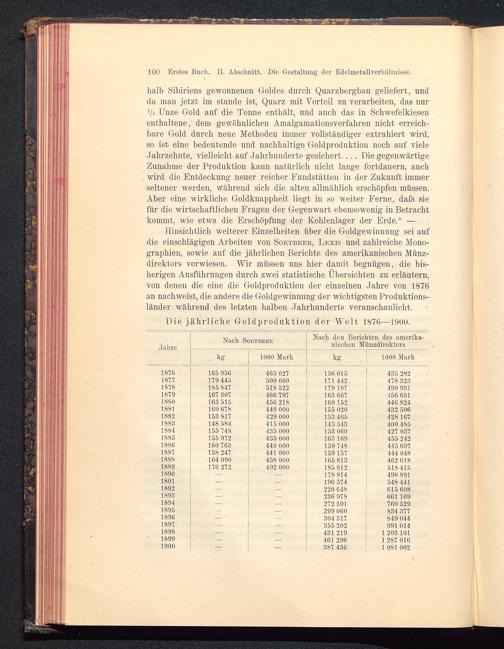 100 Erstes Buch. II. Abschnitt. Die Gestaltung der Edelmetallverhältnisse.
halb Sibiriens gewonnenen Goldes durch Quarzbergbau geliefert, und
da man jetzt im stande ist, Quarz mit Vorteil zu verarbeiten, das nur
Unze Gold auf die Tonne enthält, und auch das in Schwefelkiesen
enthaltene, dem gewöhnlichen Amalgamationsverfahren nicht erreich-
bare Gold durch neue Methoden immer vollständiger extrahiert wird,
so ist eine bedeutende und nachhaltige Goldproduktion noch auf viele
Jahrzehnte, vielleicht auf Jahrhunderte gesichert. . . . Die gegenwärtige
Zunahme der Produktion kann natürlich nicht lange fortdauern, auch
wird die Entdeckung neuer reicher Fundstätten in der Zukunft immer
seltener werden, während sich die alten allmählich erschöpfen müssen.
Aber eine wirkliche Goldknappheit liegt in so weiter Ferne, daß sie
für die wirtschaftlichen Fragen der Gegenwart ebensowenig in Betracht
kommt, wie etwa die Erschöpfung der Kohlenlager der Erde.“ —
Hinsichtlich weiterer Einzelheiten über die Goldgewinnung sei auf
die einschlägigen Arbeiten von Soetbeer, Lexis und zahlreiche Mono-
graphien, sowie auf die jährlichen Berichte des amerikanischen Münz-
direktors verwiesen. Wir müssen uns hier damit begnügen, die bis-
herigen Ausführungen durch zwei statistische Übersichten zu erläutern,
von denen die eine die Goldproduktion der einzelnen Jahre von 1876
an nachweist, die andere die Goldgewinnung der wichtigsten Produktions-
länder während des letzten halben Jahrhunderts veranschaulicht.
Die jährliche Goldproduktion der Welt 1876—1900.
Jahre Nach Soetbeer Nach den Berichten des amerika-
nischen Münzdirektors
kg 1000 Mark kg 1000 Mark
1876 165 956 463 027 156 015 435 282
1877 179 445 500 660 171 442 478 323
1878 185 847 518 522 179 187 499 931
1879 167 307 466 797 163 667 456 631
1880 163 515 456 218 160 152 446 824
1881 160 678 449 000 155 020 432 506
1882 153 817 429 000 153 465 428 167
1883 148 584 415 000 143 543 400 485
1884 155 748 435 000 153 060 427 037
1885 155 972 435 000 163 169 455 242
1886 160 763 449 000 159 748 445 697
1887 158 247 441 000 159 157 444 048
1888 164 090 458 000 165 813 462 618
1889 176 272 492 000 185 812 518 415
1890 — — 178 814 498 891
1891 — — 196 574 548 441
1892 — — 220 648 615 608
1893 — — 236 978 661 169
1894 — — 272 591 760 529
1895 — — 299 060 834 377
1896 — — 304 317 849 044
1897 — — 355 202 991 014
1898 — — 431 219 1 203 101
1899 — — 461 296 1 287 016
1900 — — 387 456 1 081 002